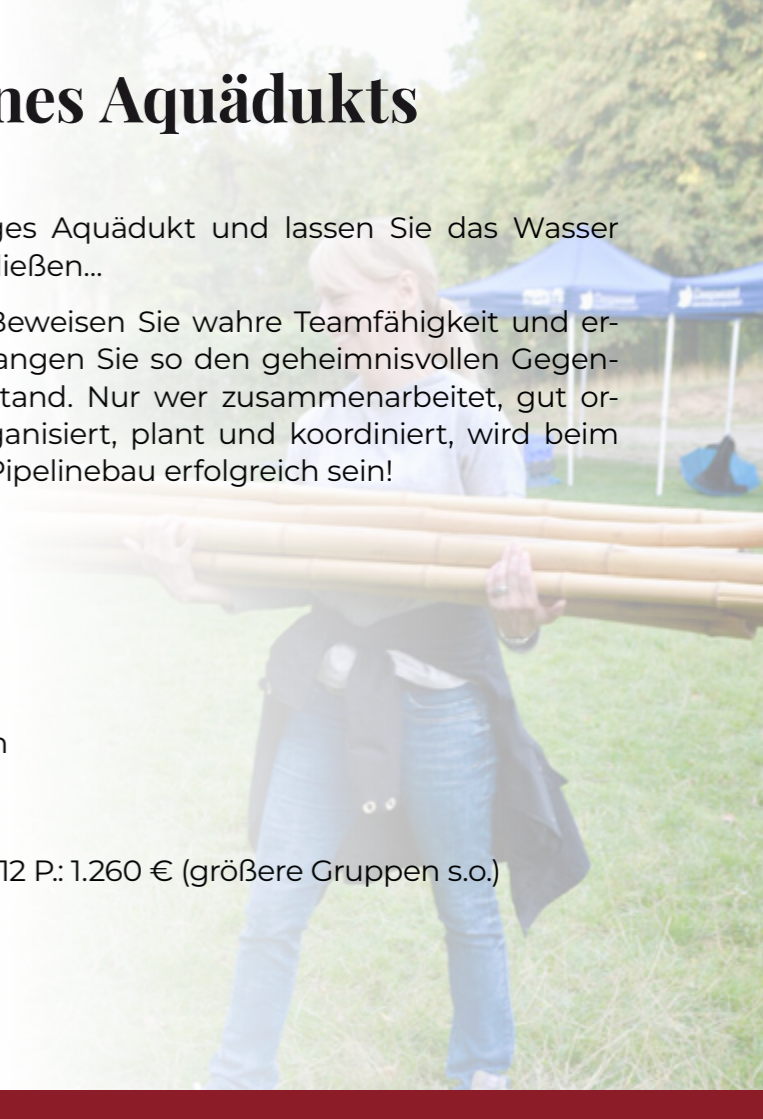 nes Aquädukts
ges Aquädukt und lassen Sie das Wasser
ließen...
Beweisen Sie wahre Teamfähigkeit und er-
angen Sie so den geheimnisvollen Gegen-
tand. Nur wer zusammenarbeitet, gut or-
ganisiert, plant und koordiniert, wird beim
Pipelinebau erfolgreich sein!
n
12 P.: 1.260 € (größere Gruppen s.o.)